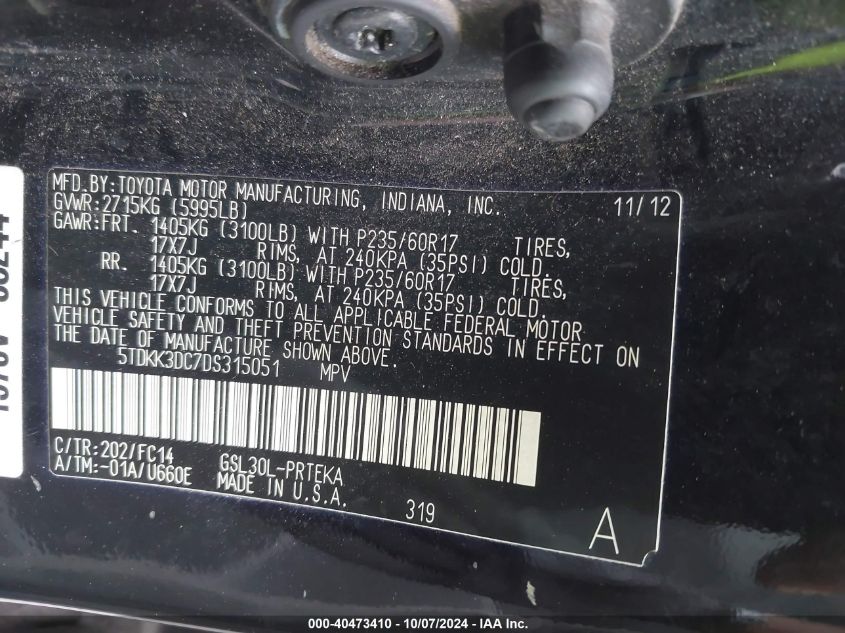 MFD.BY:TOYOTA MOTOR MANUFACTURING, INDIANA, INC. 11/12
GVWR:2715KG (5995LB)
GAWR:FRT. 1405KG (3100LB) WITH P235/60R17 TIRES,
17X7J RIMS, AT 240KPA (35PSI) COLD.
RR. 1405KG (3100LB) WITH P235/60R17 TIRES,
17X7J RIMS, AT 240KPA (35PSI) COLD.
THIS VEHICLE CONFORMS TO ALL APPLICABLE FEDERAL MOTOR
VEHICLE SAFETY AND THEFT PREVENTION STANDARDS IN EFFECT ON
THE DATE OF MANUFACTURE SHOWN ABOVE.
5TDKK3DC7DS315051 MPV
C/TR:202/FC14 GSL30L-PRTEKA
A/TM:-01A/U660E MADE IN U.S.A.
319
A
000-40473410 - 10/07/2024 - IAA Inc.